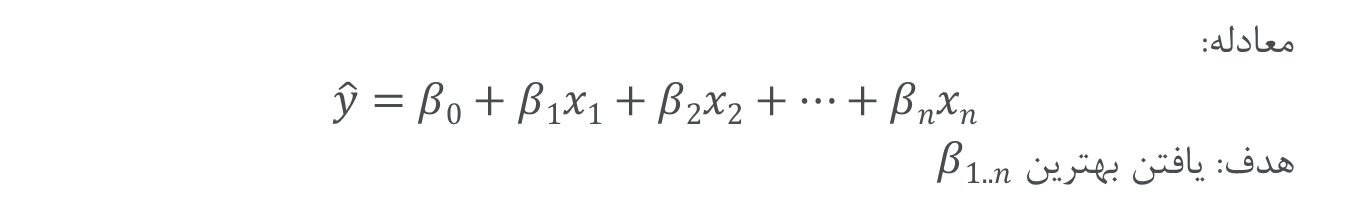 معادله:
ŷ = β₀ + β₁x₁ + β₂x₂ + ⋯ + βₙxₙ
هدف: یافتن بهترین β₁..ₙ